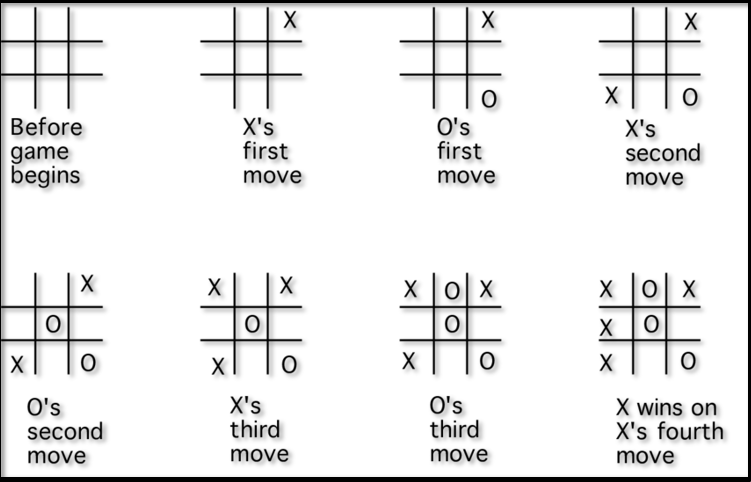 X
X
O
X
X
O
Before
game
begins
X's
first
move
O's
first
move
X's
second
move
X
O
X
O
X
X
O
X
O
X
O
X
O
X
O
X
O
X
X
O
X
O
O's
second
move
X's
third
move
O's
third
move
X wins on
X's fourth
move